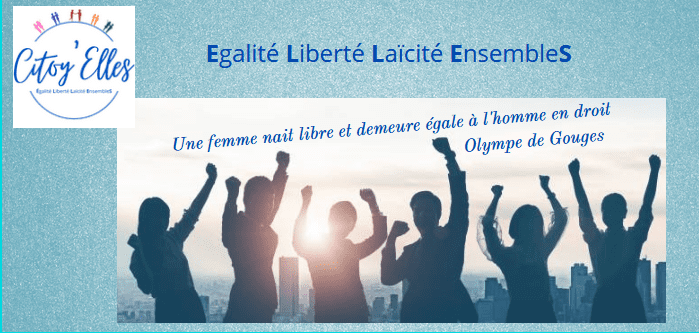 Citoy'Elles
Egalité Liberté Laïcité EnsembleS
Egalité Liberté Laïcité EnsembleS
Une femme nait libre et demeure égale à l'homme en droit
Olympe de Gouges